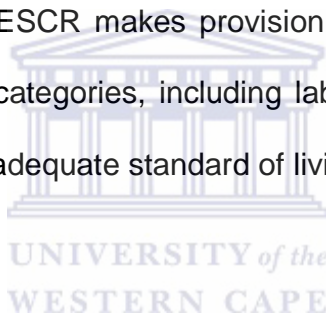 ESCR makes provision
categories, including lab
adequate standard of livi
UNIVERSITY of the
WESTERN CAPE